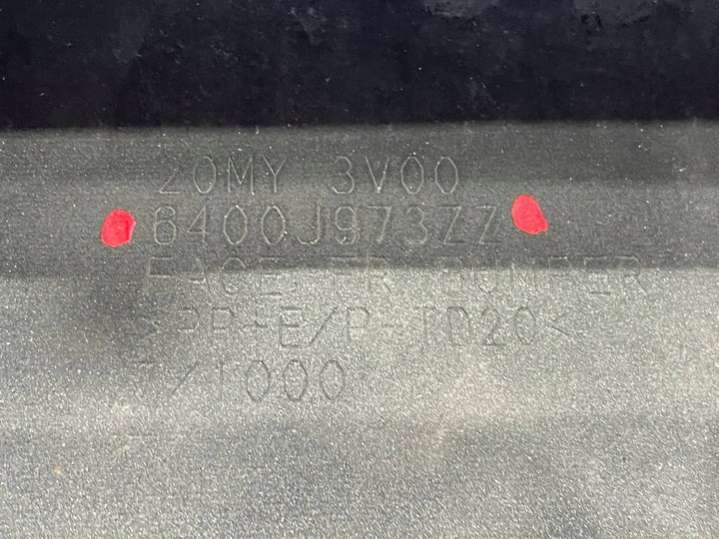 20MY 3V00
6400J973ZZ
FACE,FR BUMPER
>PP-E/P-TD20<
T/1000